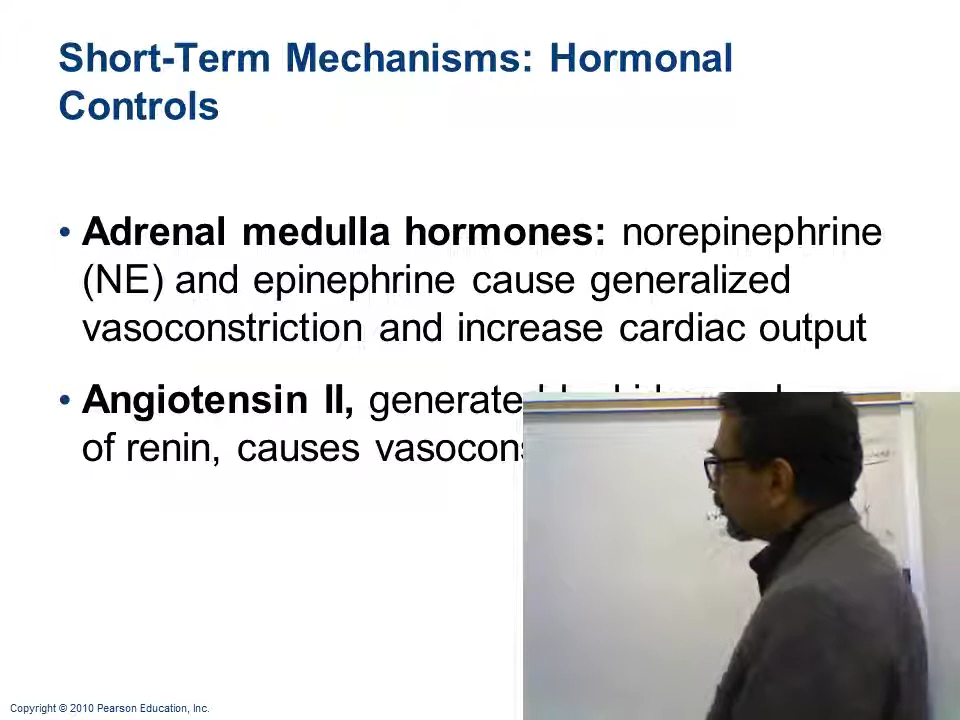 Short-Term Mechanisms: Hormonal
Controls
• Adrenal medulla hormones: norepinephrine
(NE) and epinephrine cause generalized
vasoconstriction and increase cardiac output
• Angiotensin II, generate
of renin, causes vasocons
Copyright © 2010 Pearson Education, Inc.